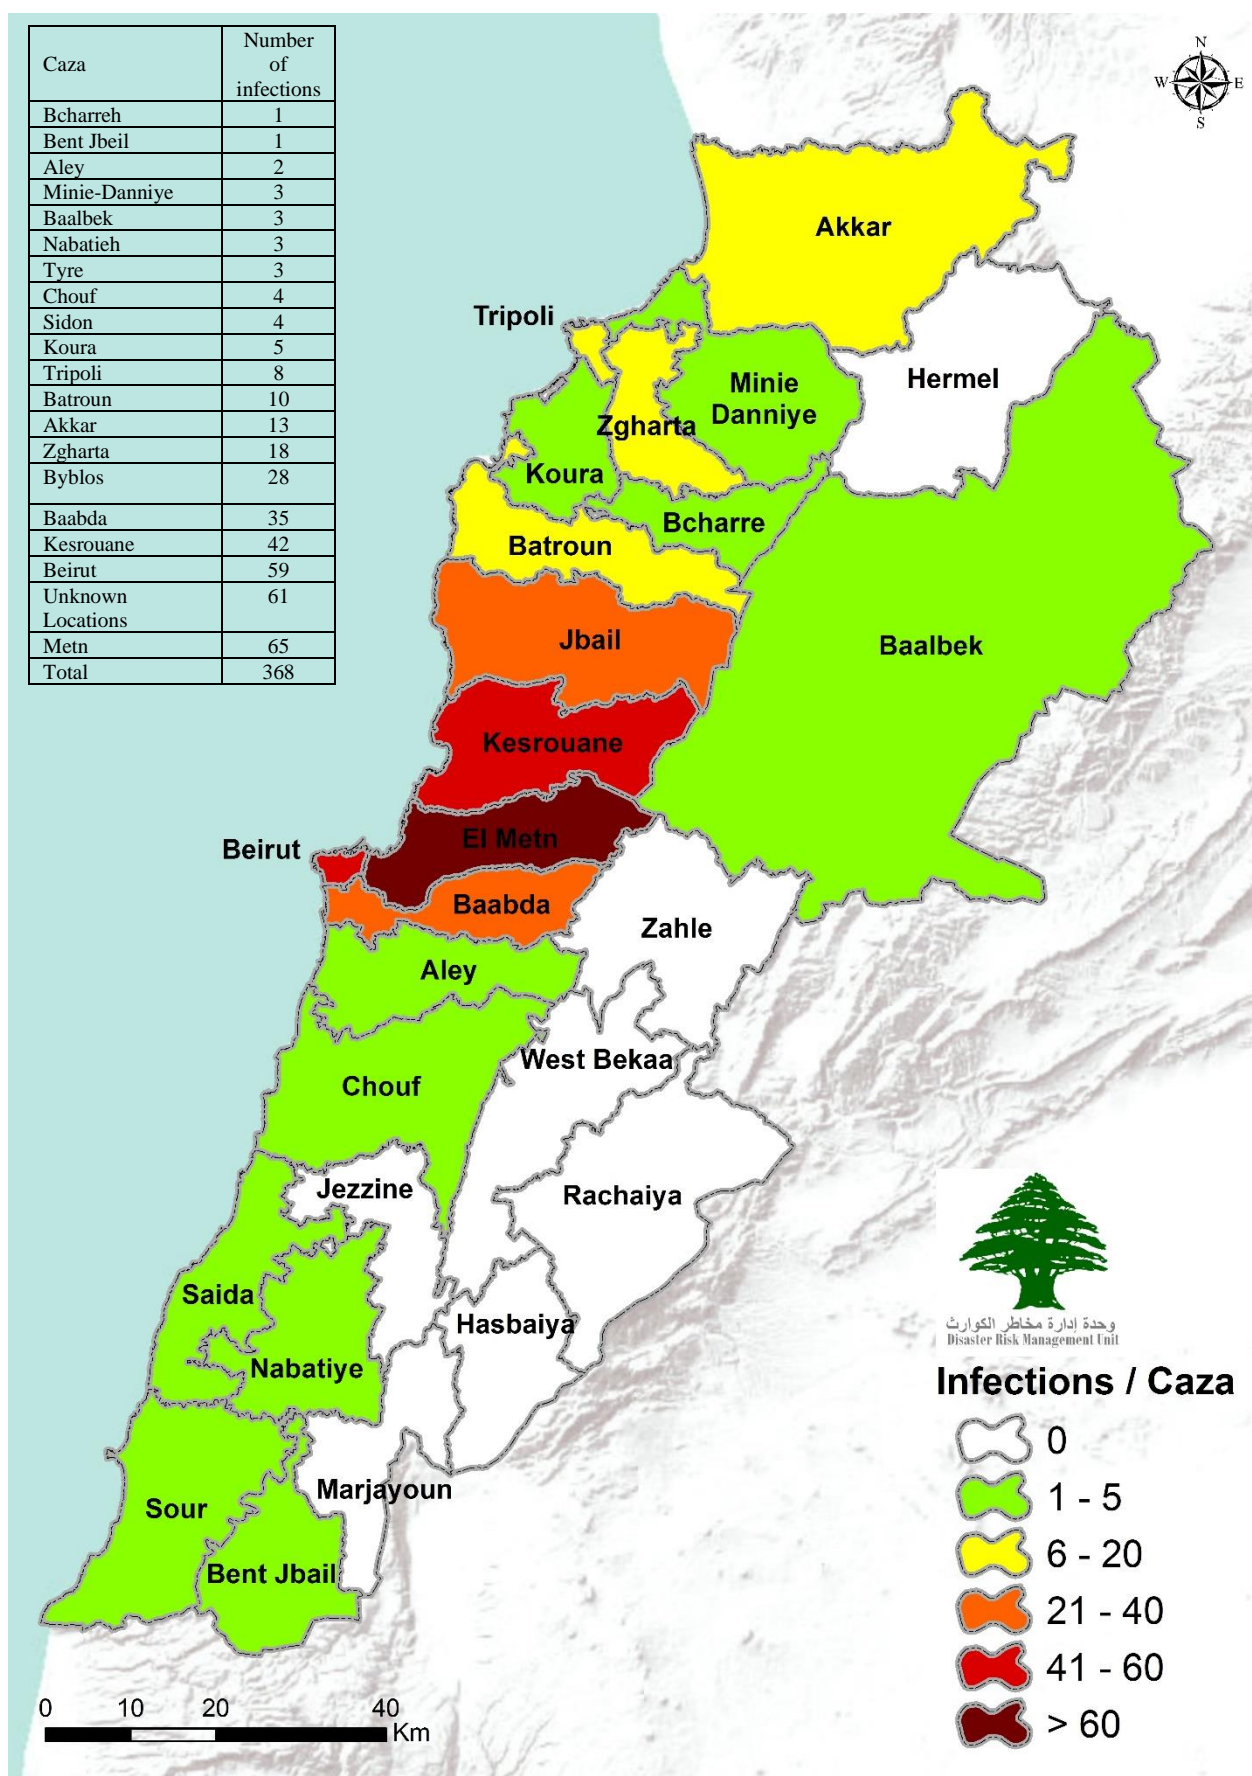 Caza Number of infections
Bcharreh 1
Bent Jbeil 1
Aley 2
Minie-Danniye 3
Baalbek 3
Nabatieh 3
Tyre 3
Chouf 4
Sidon 4
Koura 5
Tripoli 8
Batroun 10
Akkar 13
Zgharta 18
Byblos 28
Baabda 35
Kesrouane 42
Beirut 59
Unknown Locations 61
Metn 65
Total 368
N
W E
S
Akkar
Tripoli
Hermel
Minie
Danniye
Zgharta
Koura
Bcharre
Batroun
Jbail
Baalbek
Kesrouane
El Metn
Beirut
Baabda
Zahle
Aley
West Bekaa
Chouf
Jezzine
Rachaiya
Saida
Hasbaiya
Nabatiye
Marjayoun
Sour
Bent Jbail
وحدة إدارة مخاطر الكوارث
Disaster Risk Management Unit
Infections / Caza
0
1 - 5
6 - 20
21 - 40
41 - 60
> 60
0 10 20 40
Km